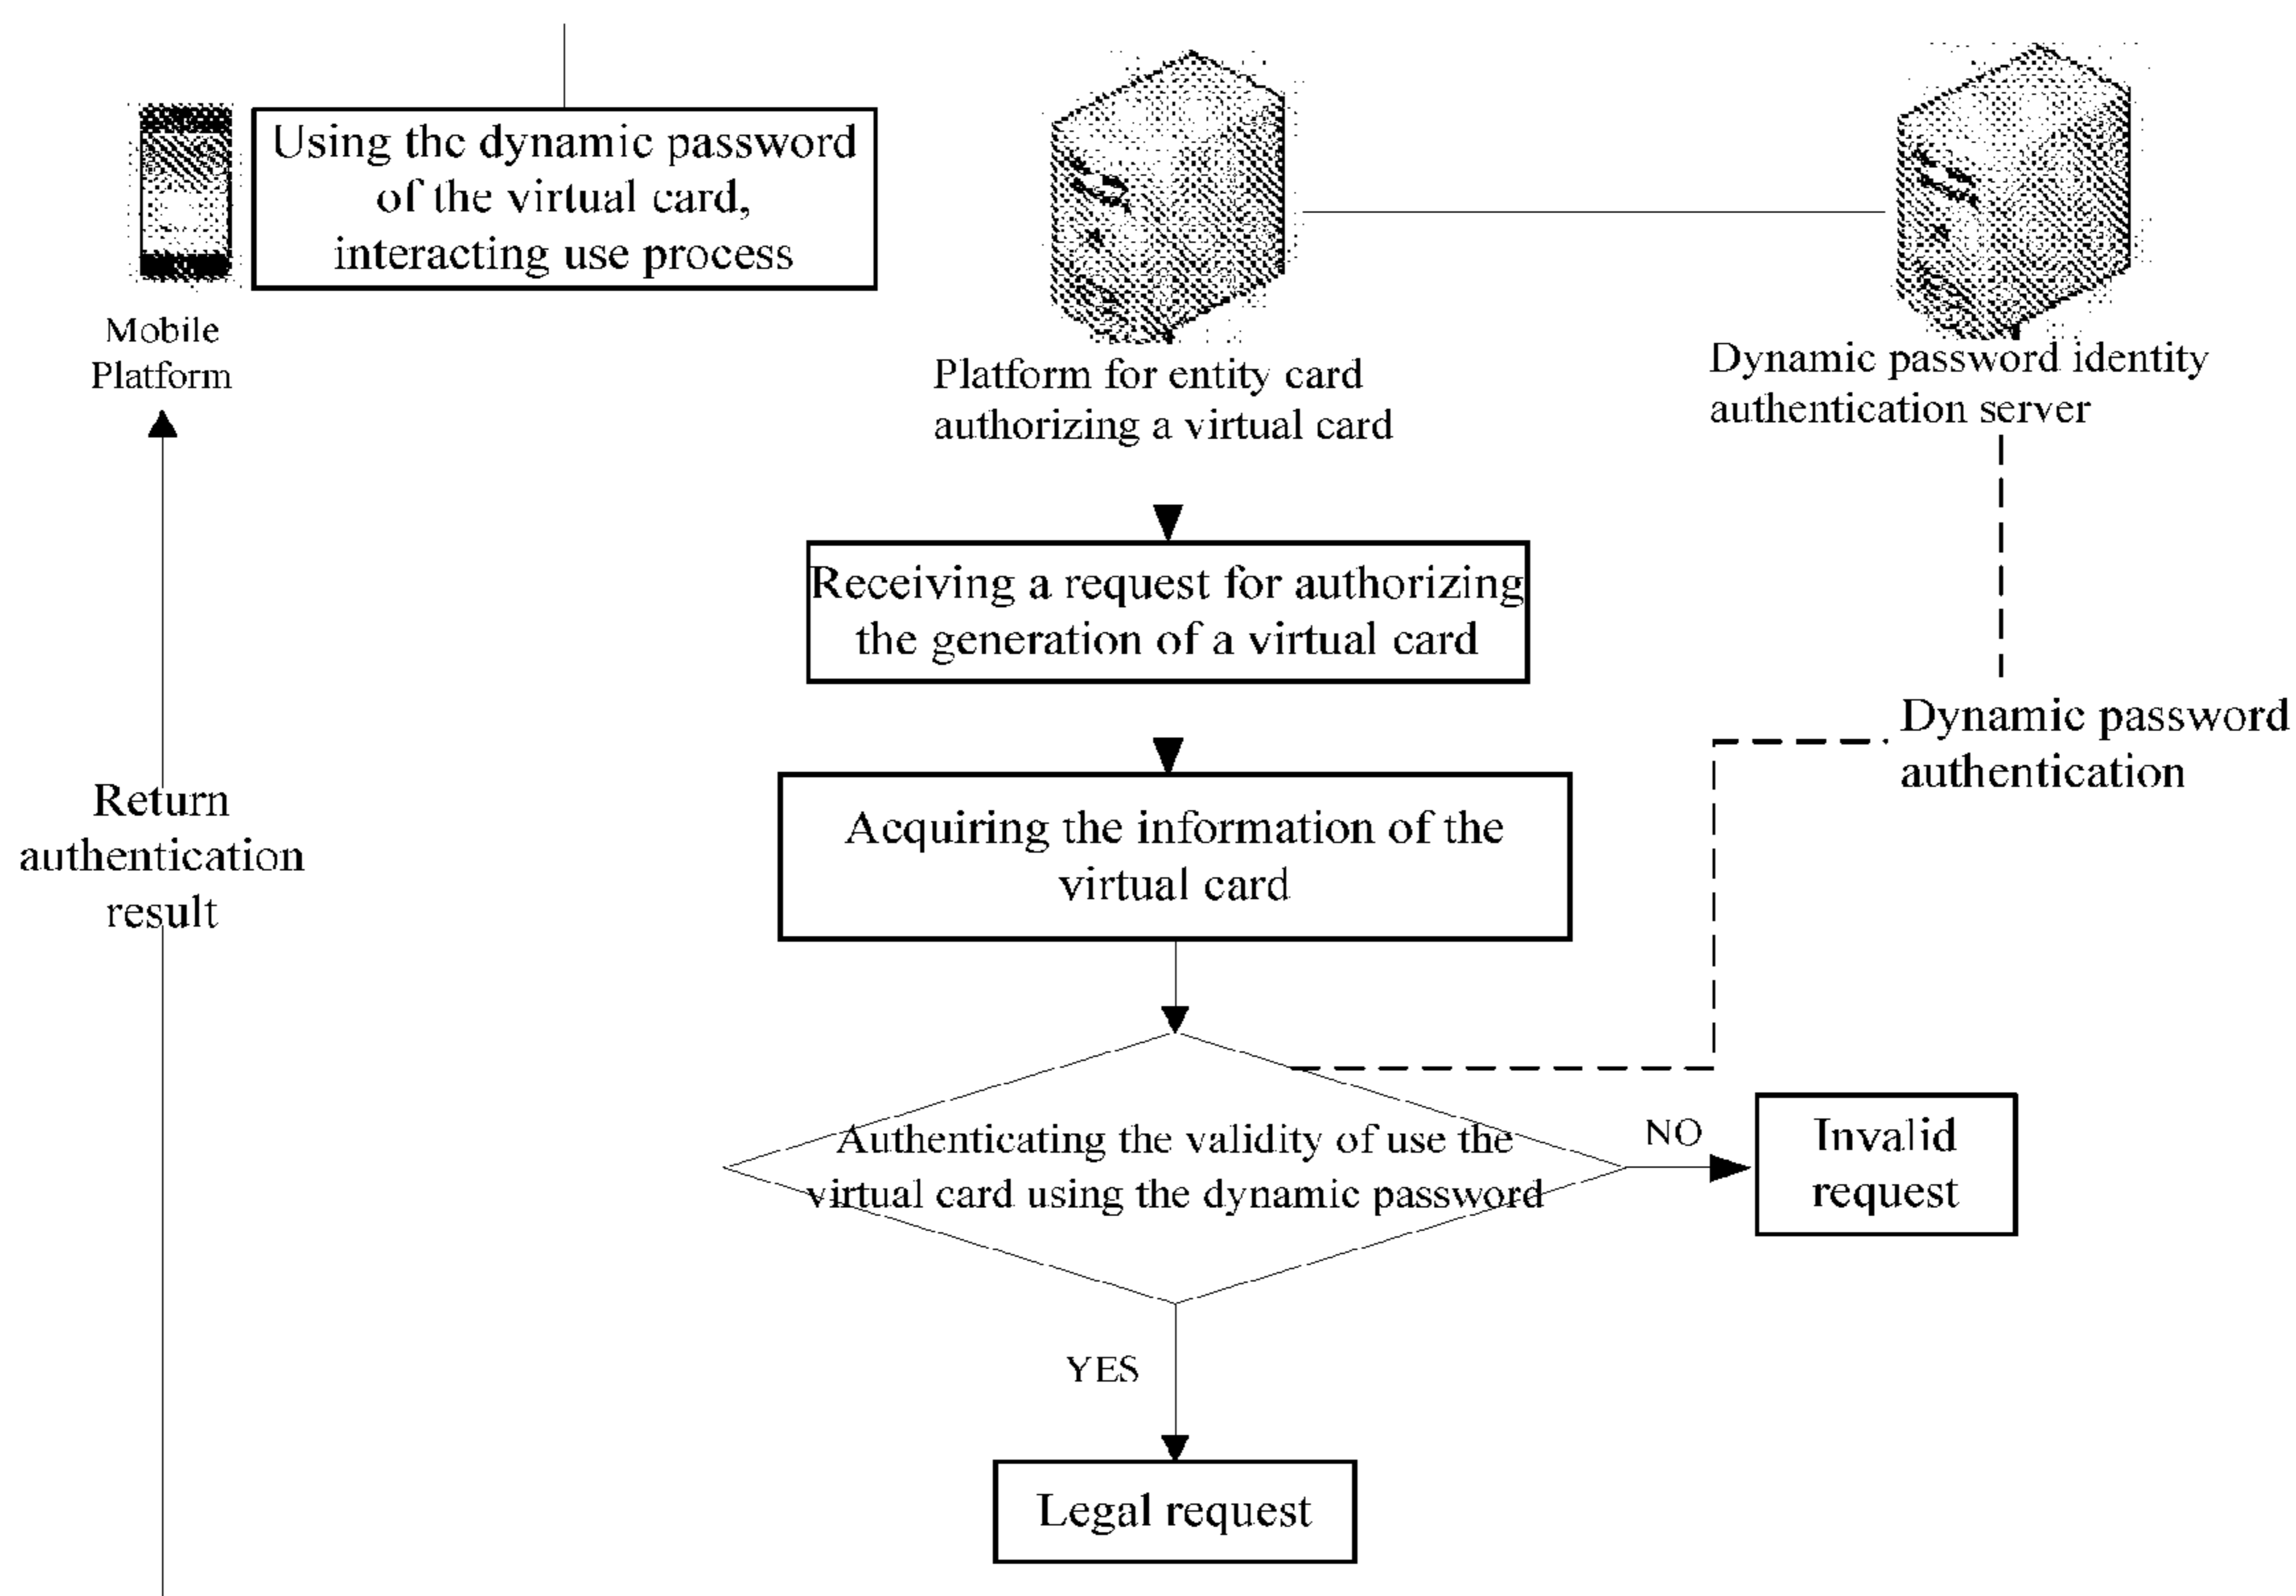 Using the dynamic password
of the virtual card,
interacting use process
Mobile
Platform
Platform for entity card
authorizing a virtual card
Dynamic password identity
authentication server
Receiving a request for authorizing
the generation of a virtual card
Dynamic password
authentication
Return
authentication
result
Acquiring the information of the
virtual card
Authenticating the validity of use the
virtual card using the dynamic password
NO
Invalid
request
YES
Legal request